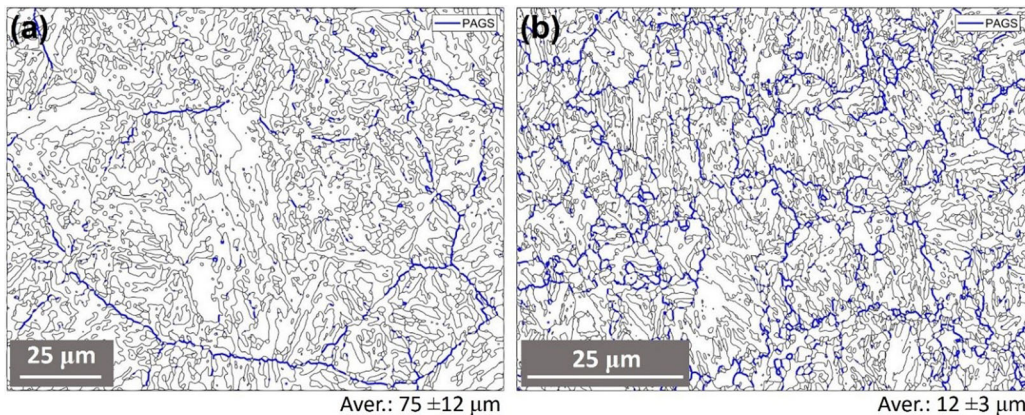 (a)
PAGS
25 μm
Aver.: 75 ±12 μm
(b)
PAGS
25 μm
Aver.: 12 ±3 μm